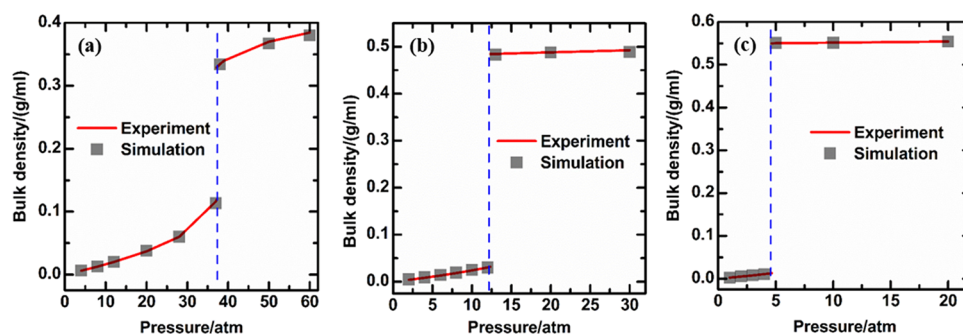 (a)
Bulk density/(g/ml)
0.4
0.3
0.2
0.1
0.0
Experiment
Simulation
0 10 20 30 40 50 60
Pressure/atm
(b)
Bulk density/(g/ml)
0.5
0.4
0.3
0.2
0.1
0.0
Experiment
Simulation
0 5 10 15 20 25 30
Pressure/atm
(c)
Bulk density/(g/ml)
0.6
0.5
0.4
0.3
0.2
0.1
0.0
Experiment
Simulation
0 5 10 15 20
Pressure/atm